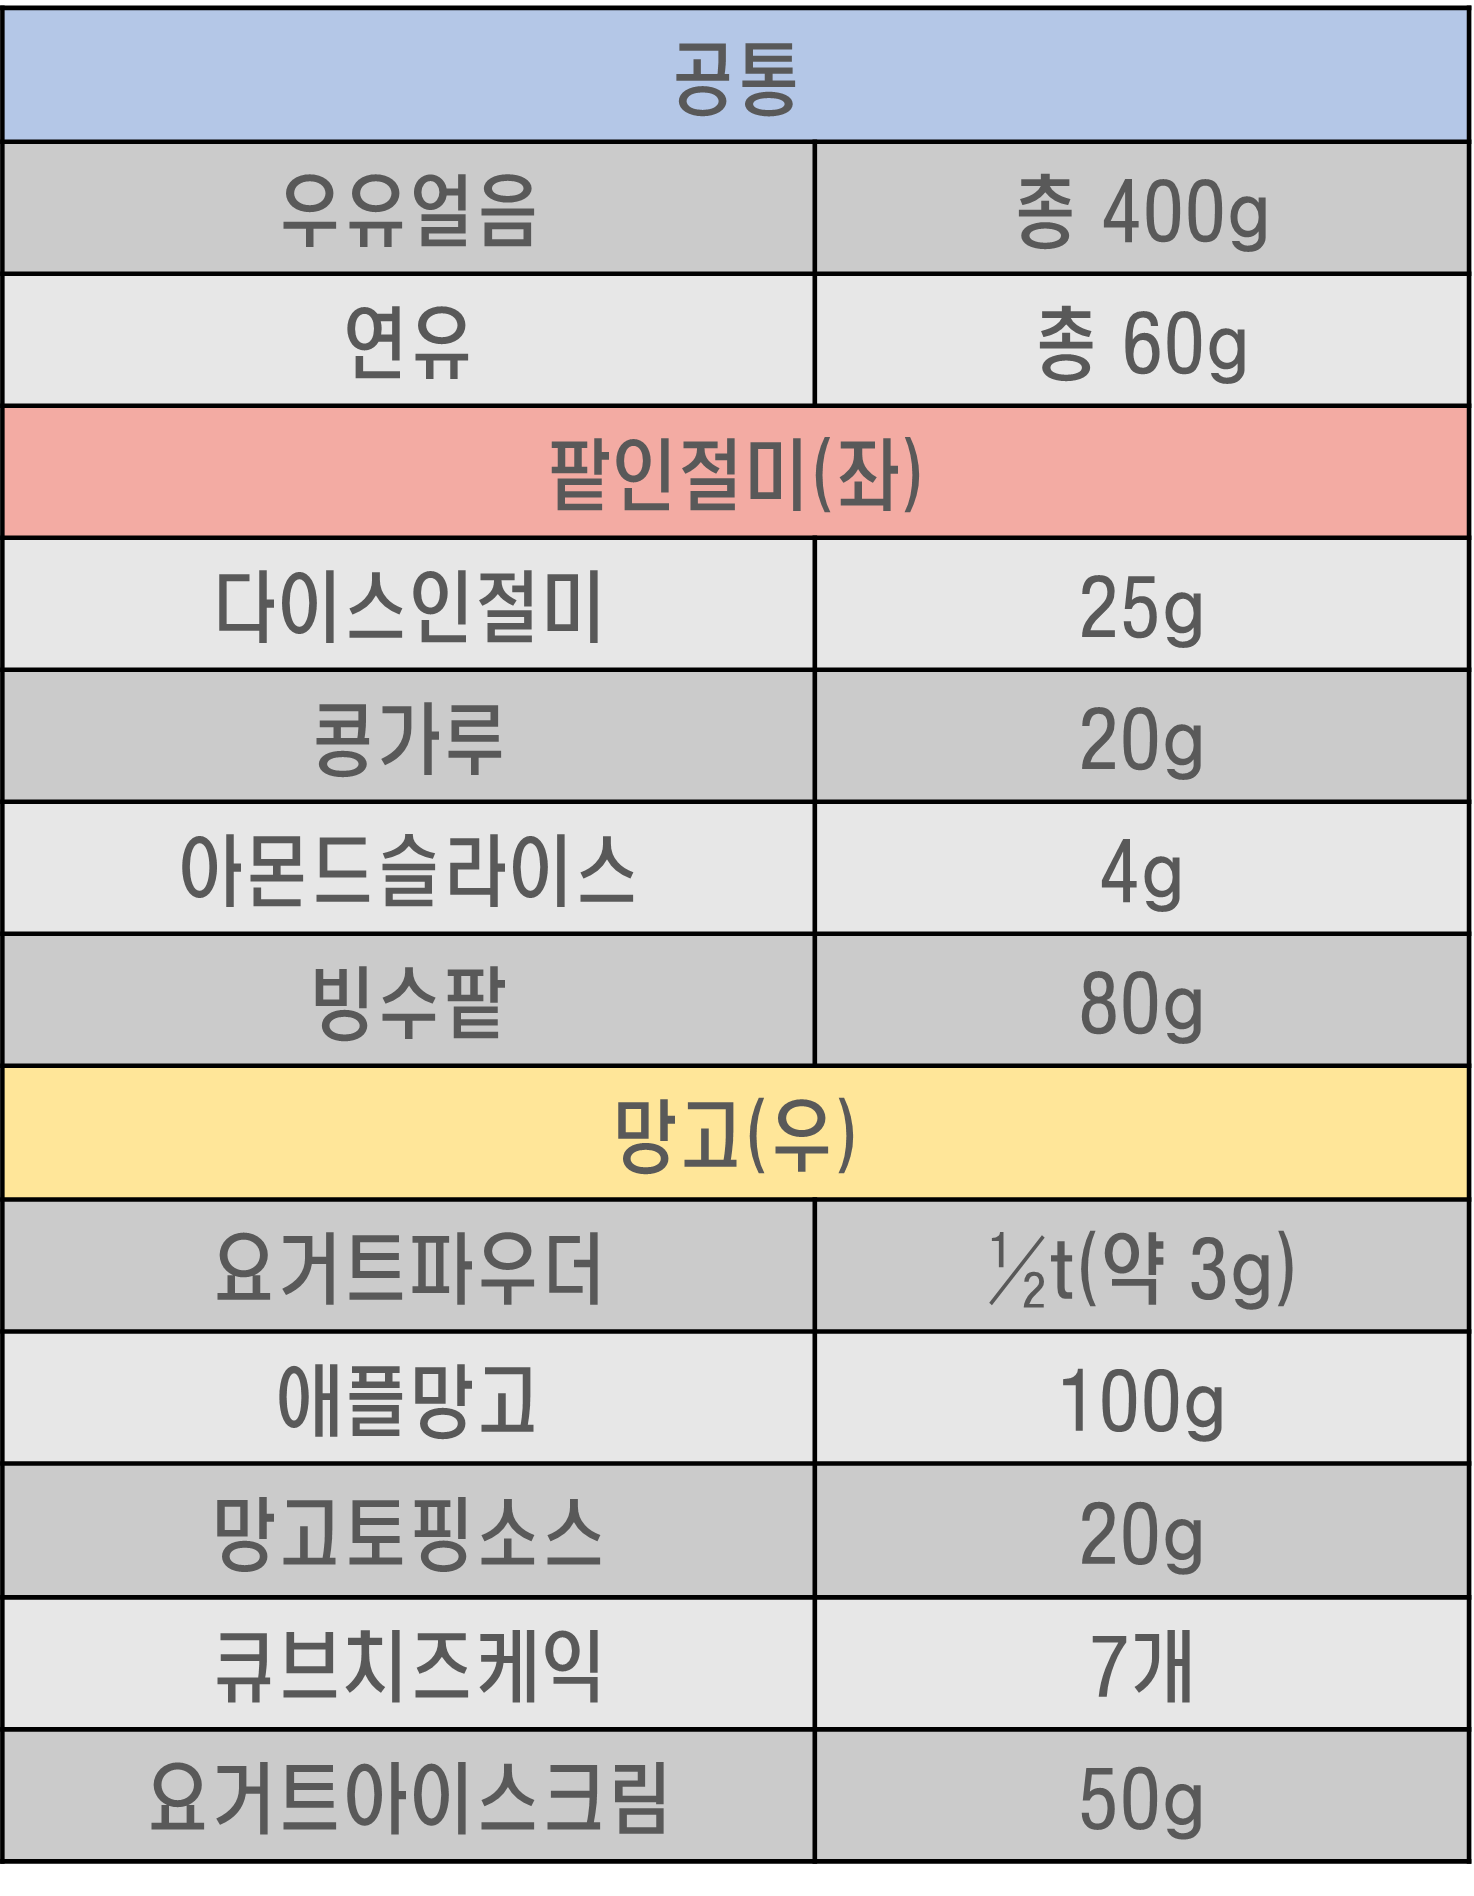 공통
우유얼음 총 400g
연유 총 60g
팥인절미(좌)
다이스인절미 25g
콩가루 20g
아몬드슬라이스 4g
빙수팥 80g
망고(우)
요거트파우더 ½t(약 3g)
애플망고 100g
망고토핑소스 20g
큐브치즈케익 7개
요거트아이스크림 50g